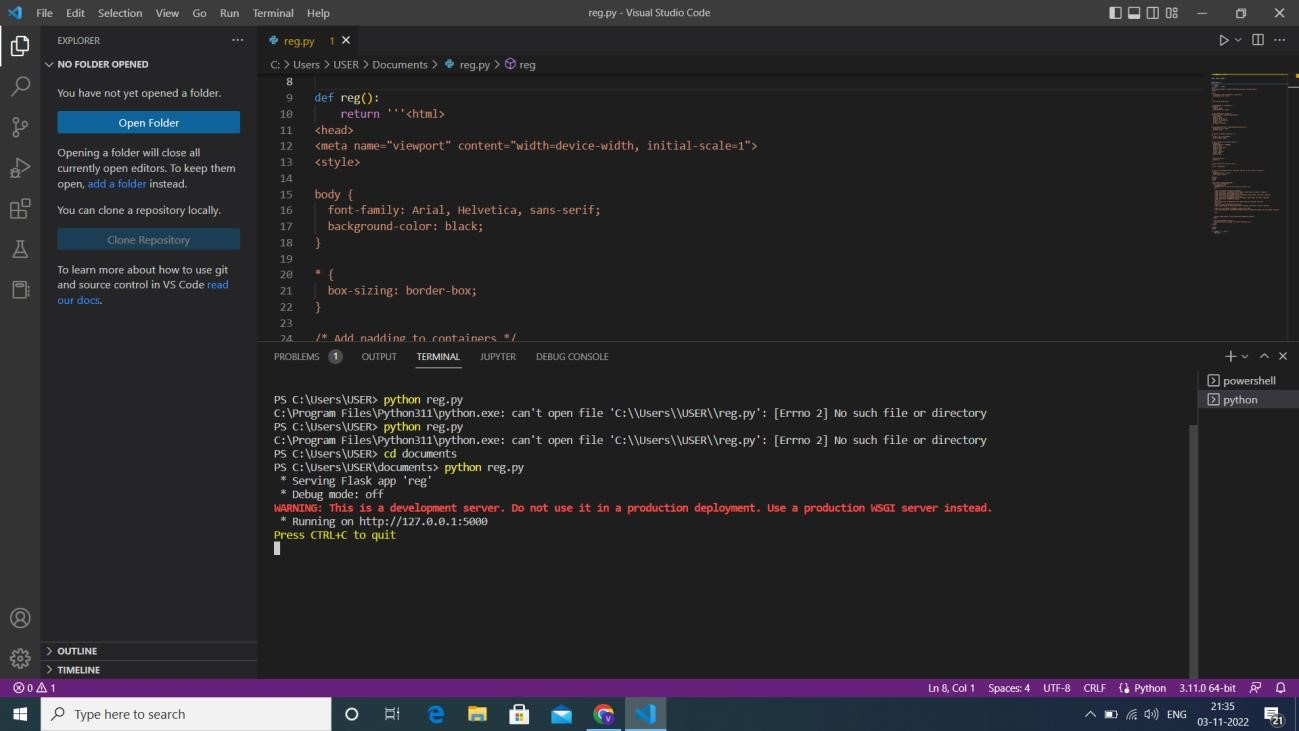 File Edit Selection View Go Run Terminal Help
reg.py - Visual Studio Code
EXPLORER
NO FOLDER OPENED
You have not yet opened a folder.
Open Folder
Opening a folder will close all
currently open editors. To keep them
open, add a folder instead.
You can clone a repository locally.
Clone Repository
To learn more about how to use git
and source control in VS Code read
our docs.
OUTLINE
TIMELINE
reg.py 1
C: > Users > USER > Documents > reg.py > reg
8
9 def reg():
10 return '''<html>
11 <head>
12 <meta name="viewport" content="width=device-width, initial-scale=1">
13 <style>
14
15 body {
16 font-family: Arial, Helvetica, sans-serif;
17 background-color: black;
18 }
19
20 * {
21 box-sizing: border-box;
22 }
23
24 /* Add padding to containers */
PROBLEMS 1 OUTPUT TERMINAL JUPYTER DEBUG CONSOLE
powershell
python
PS C:\Users\USER> python reg.py
C:\Program Files\Python311\python.exe: can't open file 'C:\\Users\\USER\\reg.py': [Errno 2] No such file or directory
PS C:\Users\USER> python reg.py
C:\Program Files\Python311\python.exe: can't open file 'C:\\Users\\USER\\reg.py': [Errno 2] No such file or directory
PS C:\Users\USER> cd documents
PS C:\Users\USER\documents> python reg.py
* Serving Flask app 'reg'
* Debug mode: off
WARNING: This is a development server. Do not use it in a production deployment. Use a production WSGI server instead.
* Running on http://127.0.0.1:5000
Press CTRL+C to quit
0 1
Ln 8, Col 1 Spaces: 4 UTF-8 CRLF Python 3.11.0 64-bit
Type here to search
ENG
21:35
03-11-2022
21